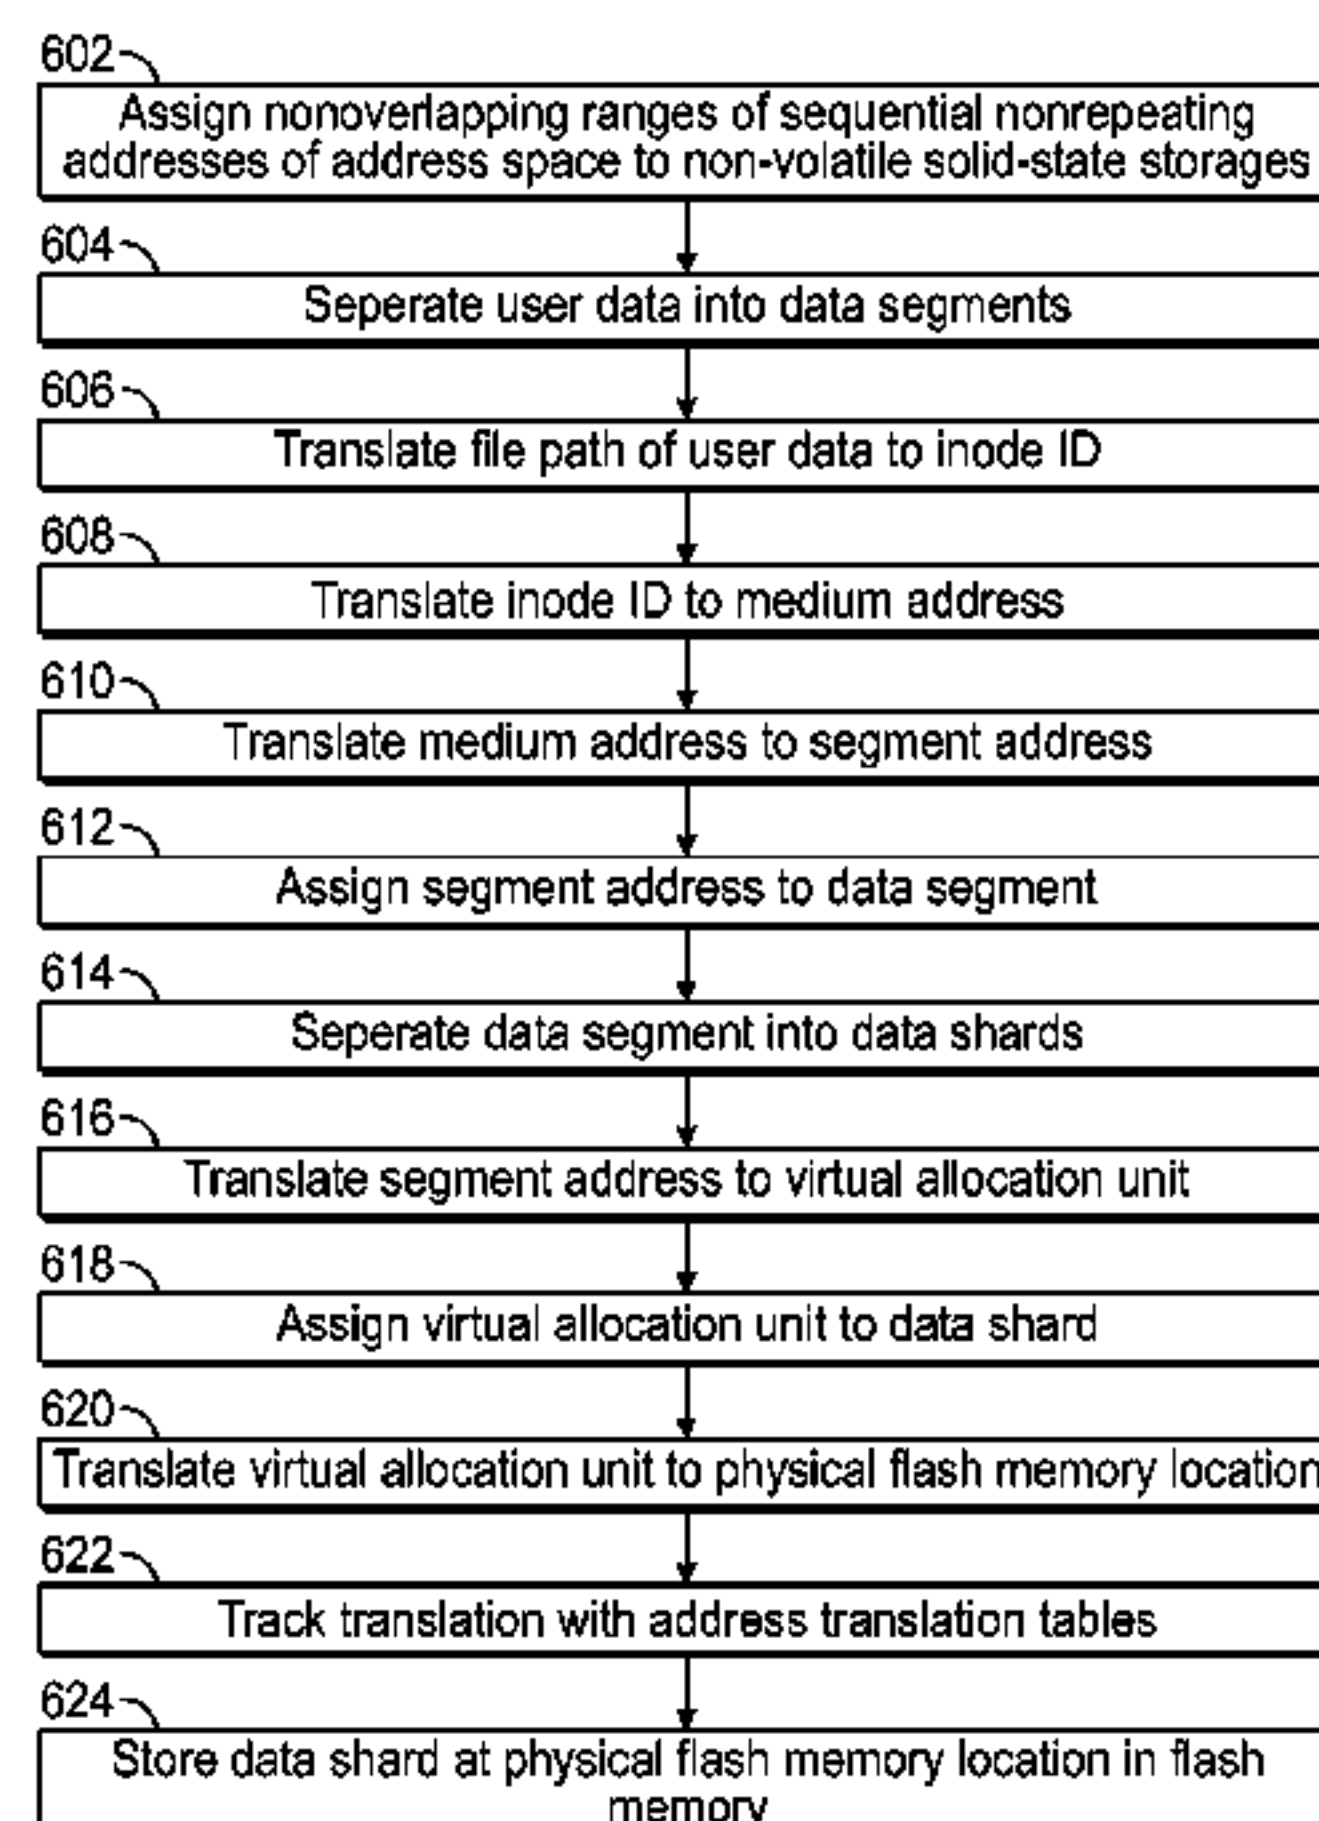 602
Assign nonoverlapping ranges of sequential nonrepeating
addresses of address space to non-volatile solid-state storages
604
Seperate user data into data segments
606
Translate file path of user data to inode ID
608
Translate inode ID to medium address
610
Translate medium address to segment address
612
Assign segment address to data segment
614
Seperate data segment into data shards
616
Translate segment address to virtual allocation unit
618
Assign virtual allocation unit to data shard
620
Translate virtual allocation unit to physical flash memory location
622
Track translation with address translation tables
624
Store data shard at physical flash memory location in flash
memory